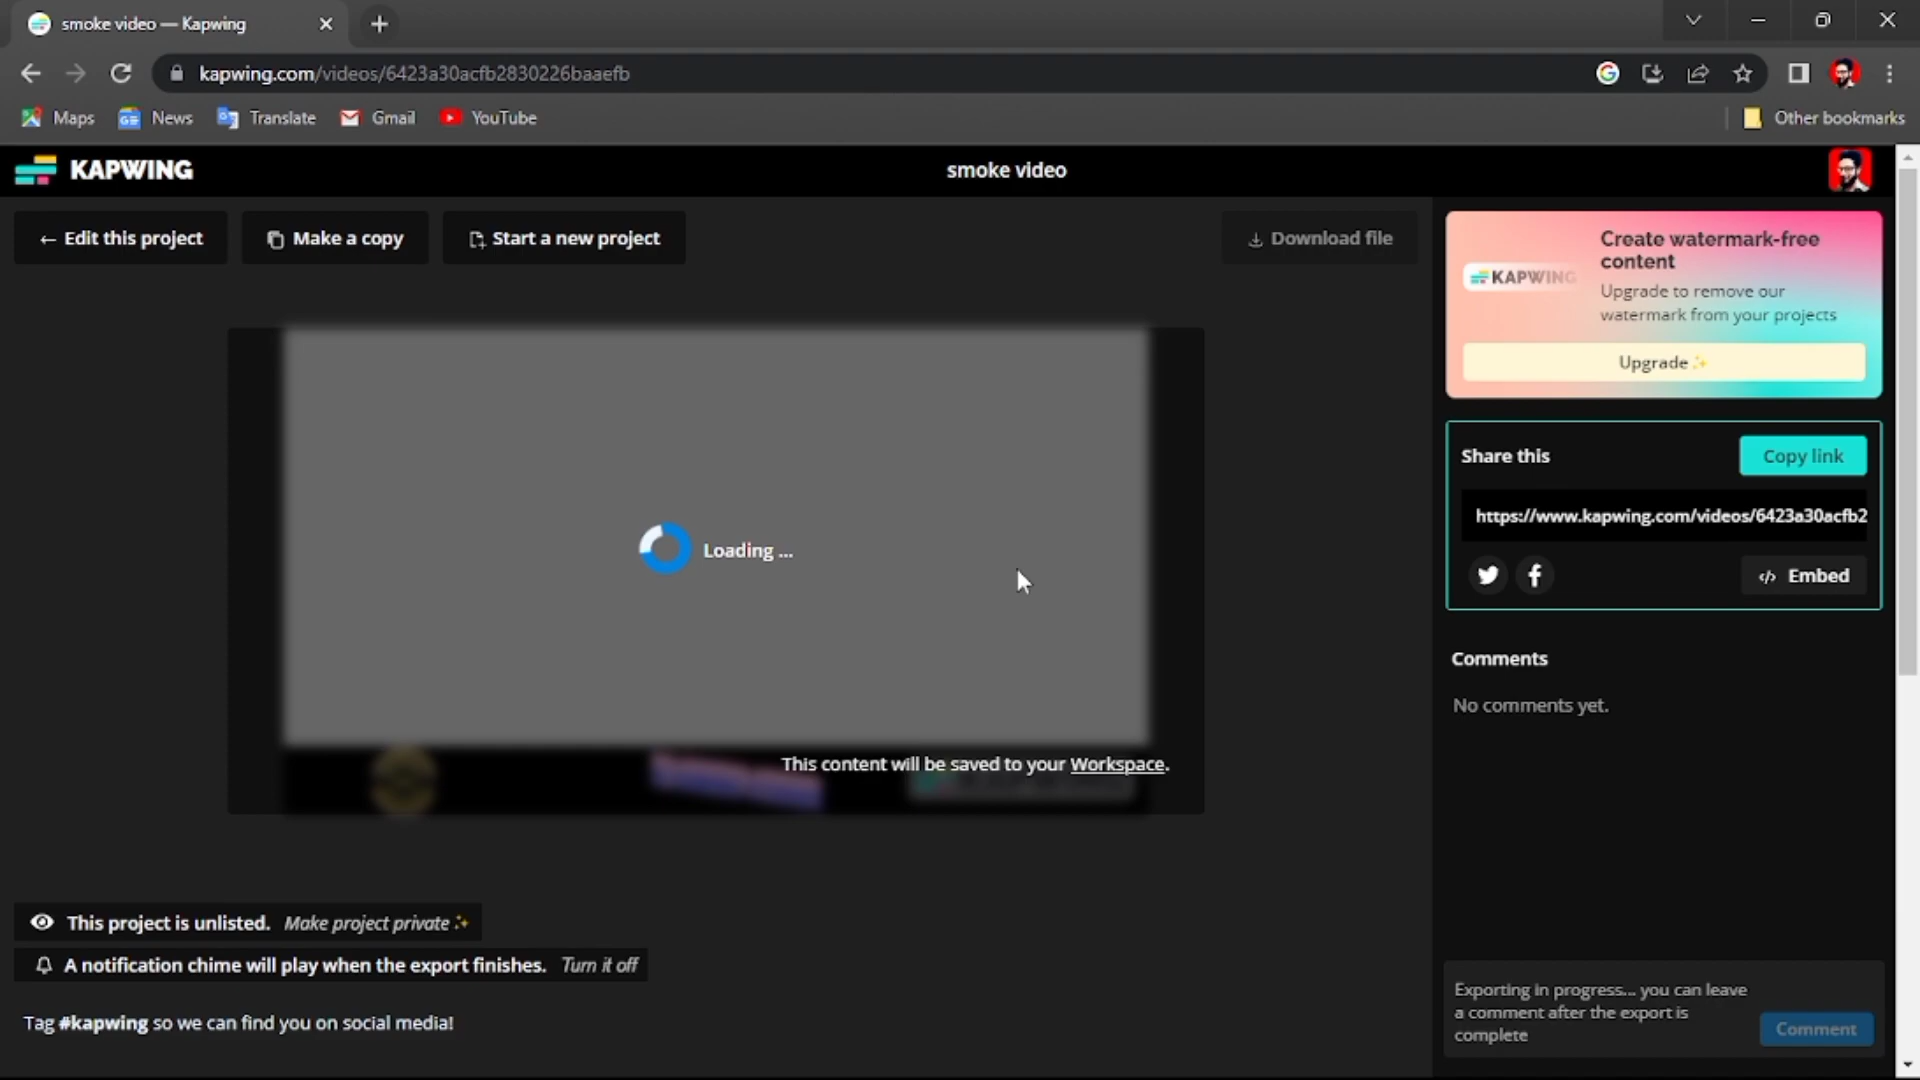 smoke video — Kapwing
kapwing.com/videos/6423a30acfb2830226baaefb
Maps
News
Translate
Gmail
YouTube
Other bookmarks
KAPWING
smoke video
← Edit this project
Make a copy
Start a new project
Download file
KAPWING
Create watermark-free
content
Upgrade to remove our
watermark from your projects
Upgrade ✨
Share this
Copy link
https://www.kapwing.com/videos/6423a30acfb2
</> Embed
Loading ...
This content will be saved to your Workspace.
Comments
No comments yet.
This project is unlisted. Make project private ✨
A notification chime will play when the export finishes. Turn it off
Tag #kapwing so we can find you on social media!
Exporting in progress... you can leave
a comment after the export is
complete
Comment